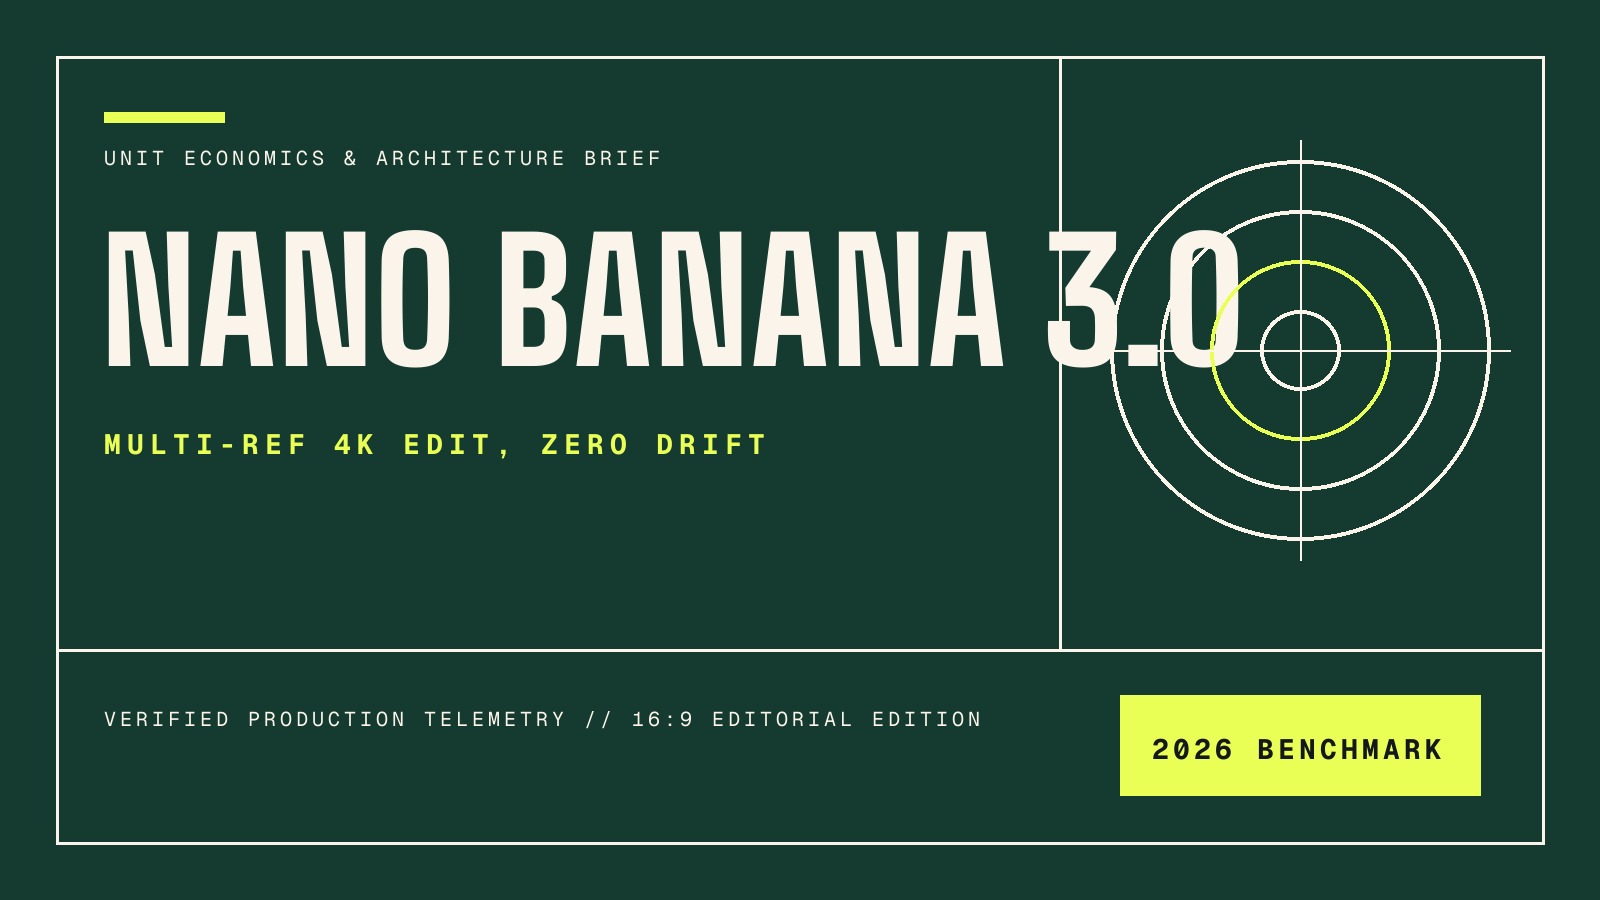 UNIT ECONOMICS & ARCHITECTURE BRIEF
NANO BANANA 3.0
MULTI-REF 4K EDIT, ZERO DRIFT
VERIFIED PRODUCTION TELEMETRY // 16:9 EDITORIAL EDITION
2026 BENCHMARK